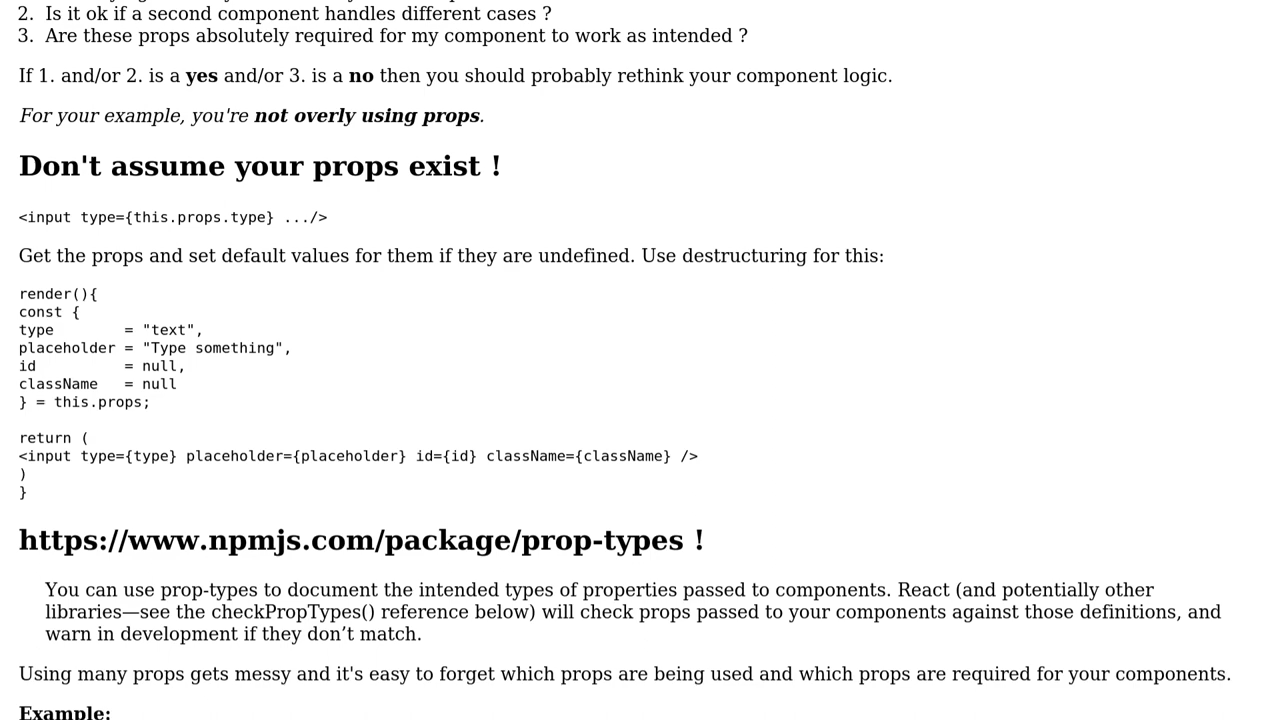 2. Is it ok if a second component handles different cases ?
3. Are these props absolutely required for my component to work as intended ?
If 1. and/or 2. is a yes and/or 3. is a no then you should probably rethink your component logic.
For your example, you're not overly using props.
Don't assume your props exist !
<input type={this.props.type} .../>
Get the props and set default values for them if they are undefined. Use destructuring for this:
render(){
const {
type        = "text",
placeholder = "Type something",
id          = null,
className   = null
} = this.props;
return (
<input type={type} placeholder={placeholder} id={id} className={className} />
)
}
https://www.npmjs.com/package/prop-types !
You can use prop-types to document the intended types of properties passed to components. React (and potentially other
libraries—see the checkPropTypes() reference below) will check props passed to your components against those definitions, and
warn in development if they don’t match.
Using many props gets messy and it's easy to forget which props are being used and which props are required for your components.
Example: